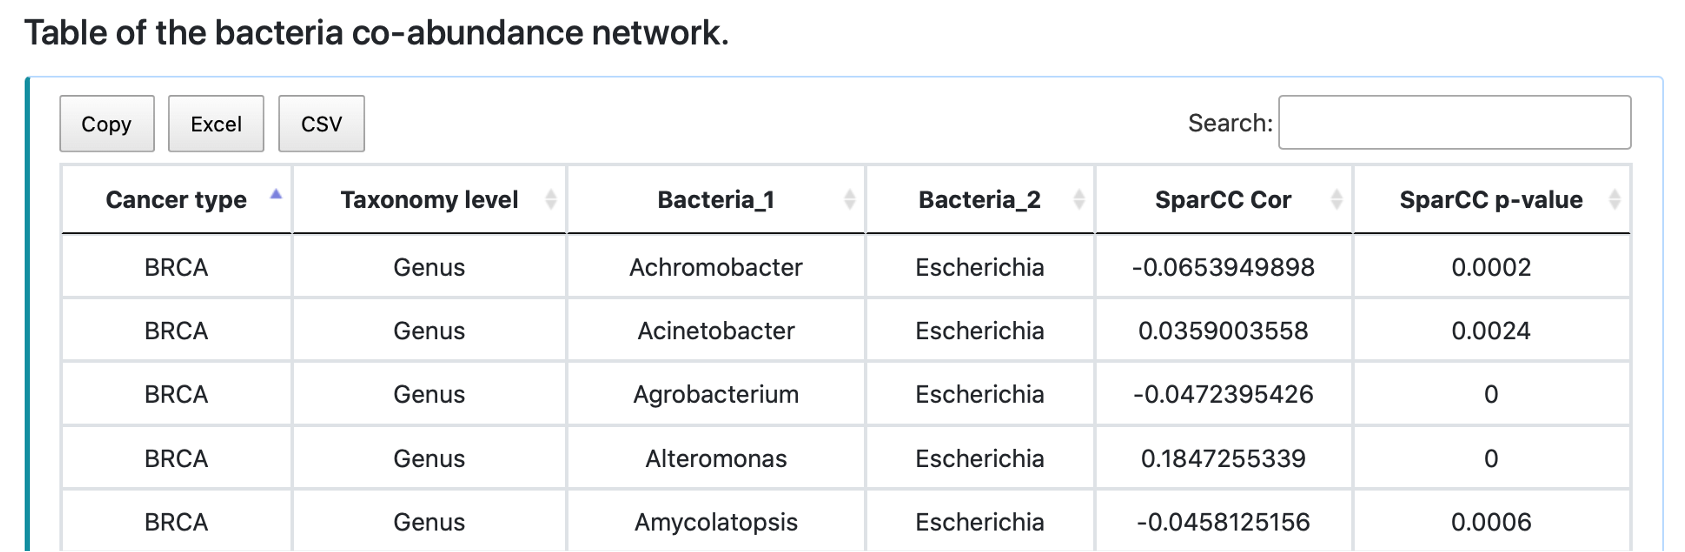 Table of the bacteria co-abundance network.
Copy Excel CSV Search:
Cancer type Taxonomy level Bacteria_1 Bacteria_2 SparCC Cor SparCC p-value
BRCA Genus Achromobacter Escherichia -0.0653949898 0.0002
BRCA Genus Acinetobacter Escherichia 0.0359003558 0.0024
BRCA Genus Agrobacterium Escherichia -0.0472395426 0
BRCA Genus Alteromonas Escherichia 0.1847255339 0
BRCA Genus Amycolatopsis Escherichia -0.0458125156 0.0006